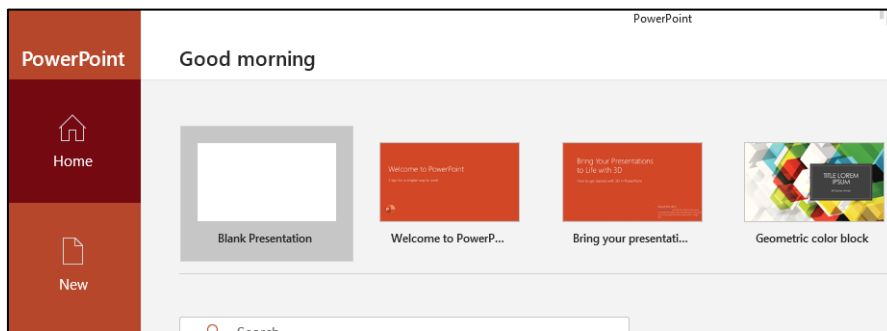 PowerPoint
PowerPoint
Good morning
Home
New
Welcome to PowerPoint
Bring Your Presentations
to Life with 3D
TITLE LOREM
IPSUM
Blank Presentation
Welcome to PowerP...
Bring your presentati...
Geometric color block
Search